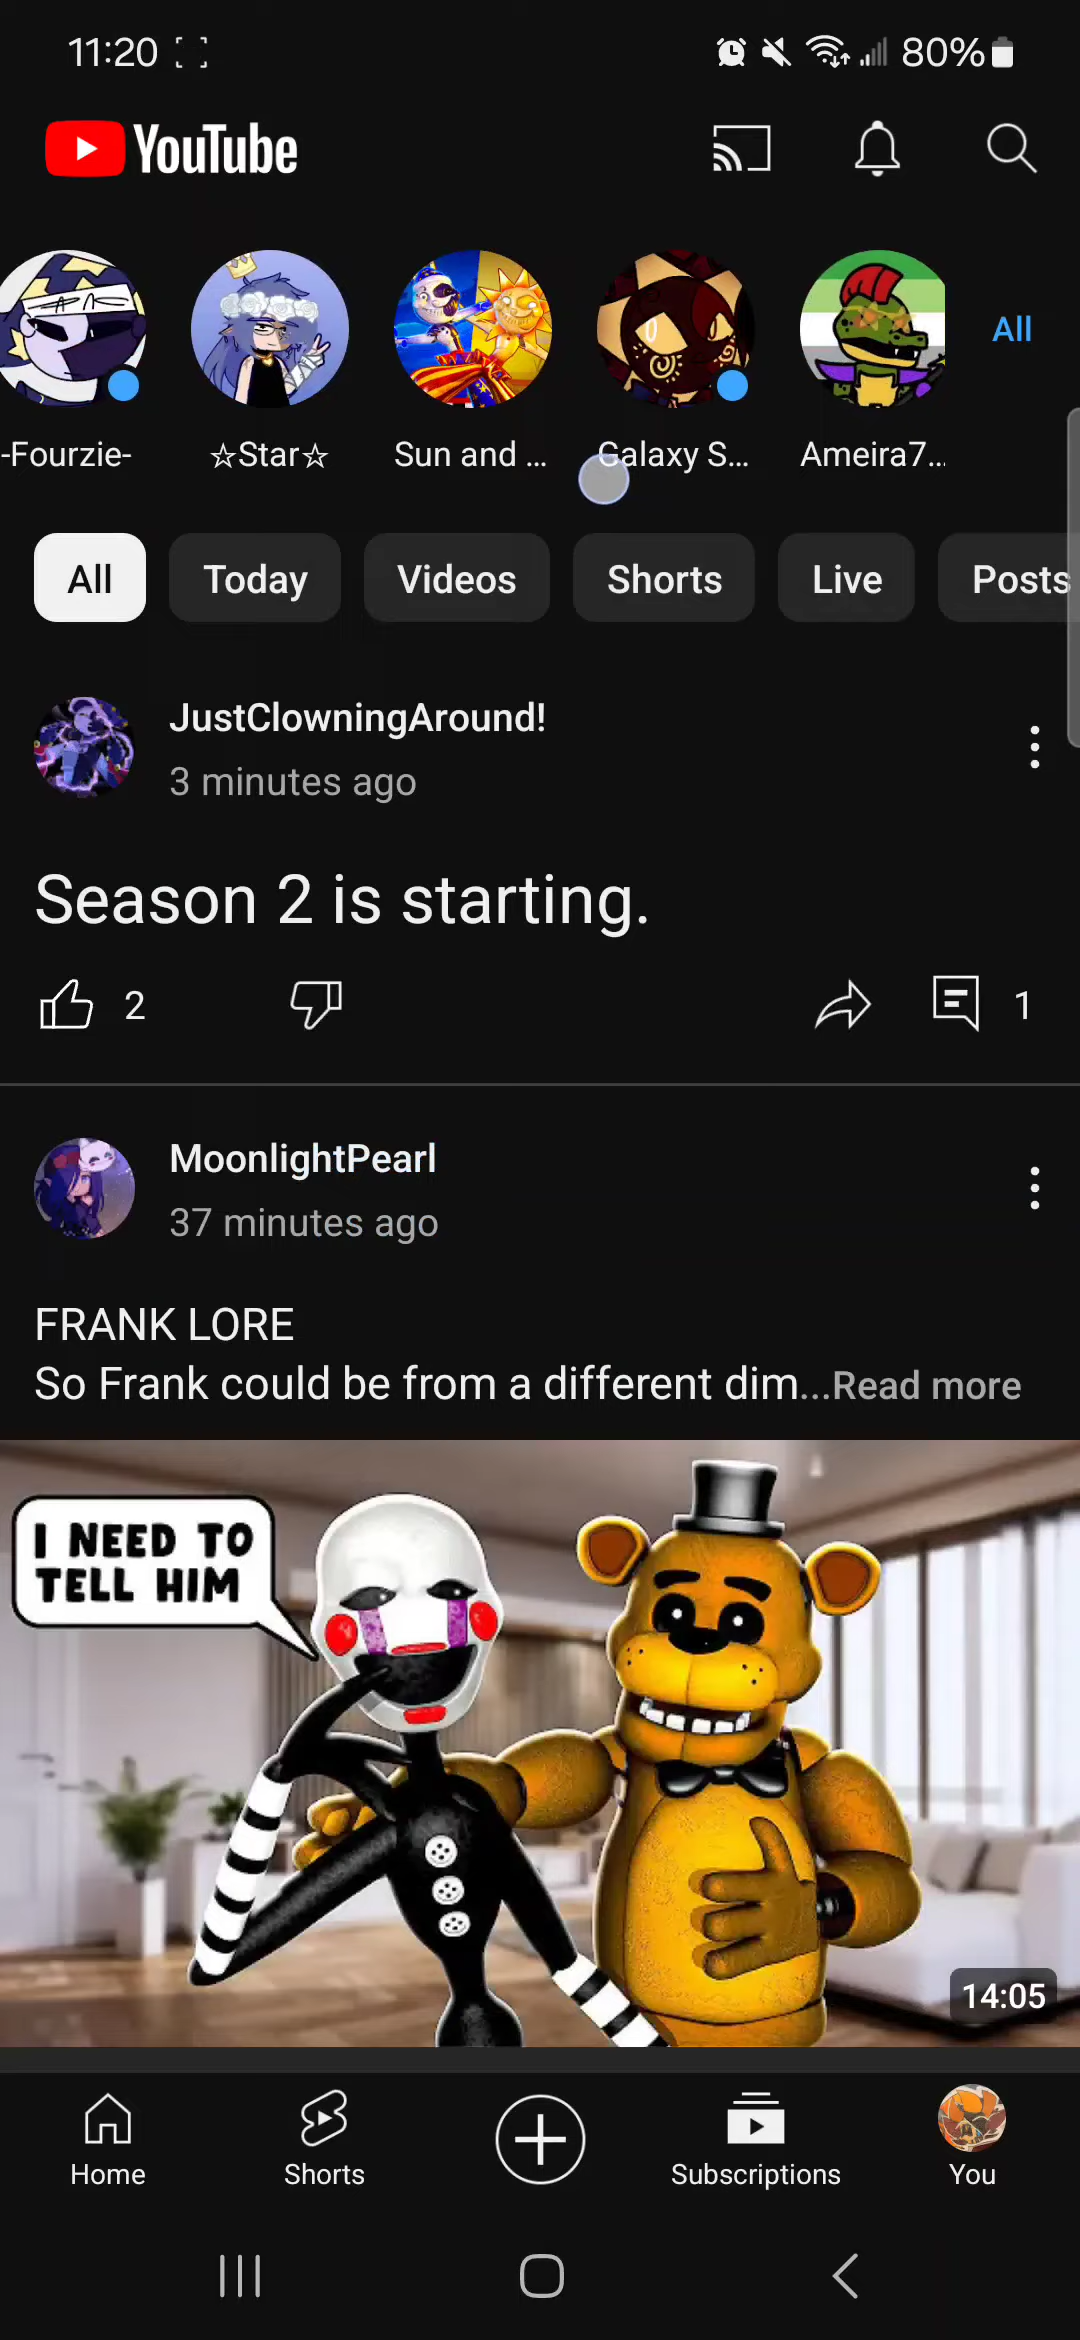 11:20
80%
YouTube
-Fourzie-
☆Star☆
Sun and ...
Galaxy S...
Ameira7...
All
All
Today
Videos
Shorts
Live
Posts
JustClowningAround!
3 minutes ago
Season 2 is starting.
2
1
MoonlightPearl
37 minutes ago
FRANK LORE
So Frank could be from a different dim...Read more
I NEED TO
TELL HIM
14:05
Home
Shorts
Subscriptions
You